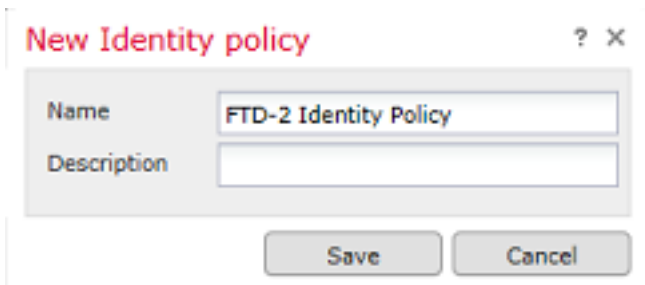 New Identity policy ? ×
Name FTD-2 Identity Policy
Description
Save Cancel